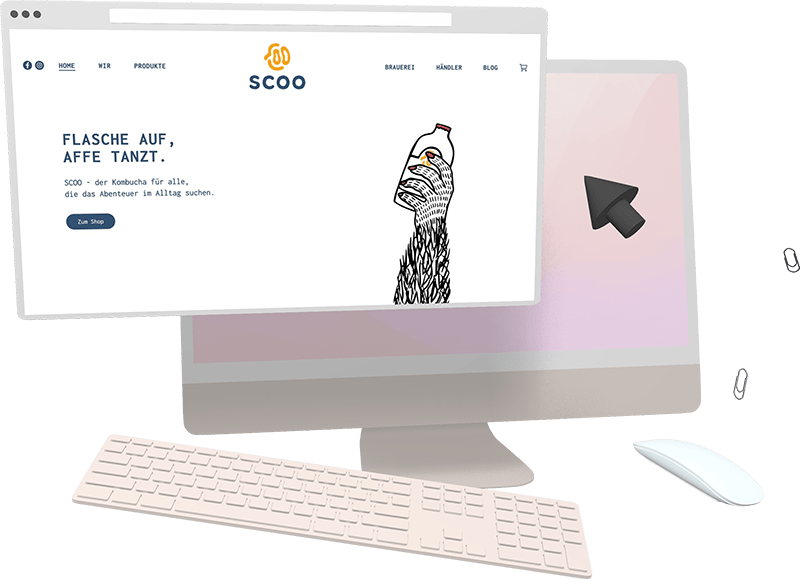 HOME
WIR
PRODUKTE
SCOO
BRAUEREI
HÄNDLER
BLOG
FLASCHE AUF,
AFFE TANZT.
SCOO - der Kombucha für alle,
die das Abenteuer im Alltag suchen.
Zum Shop